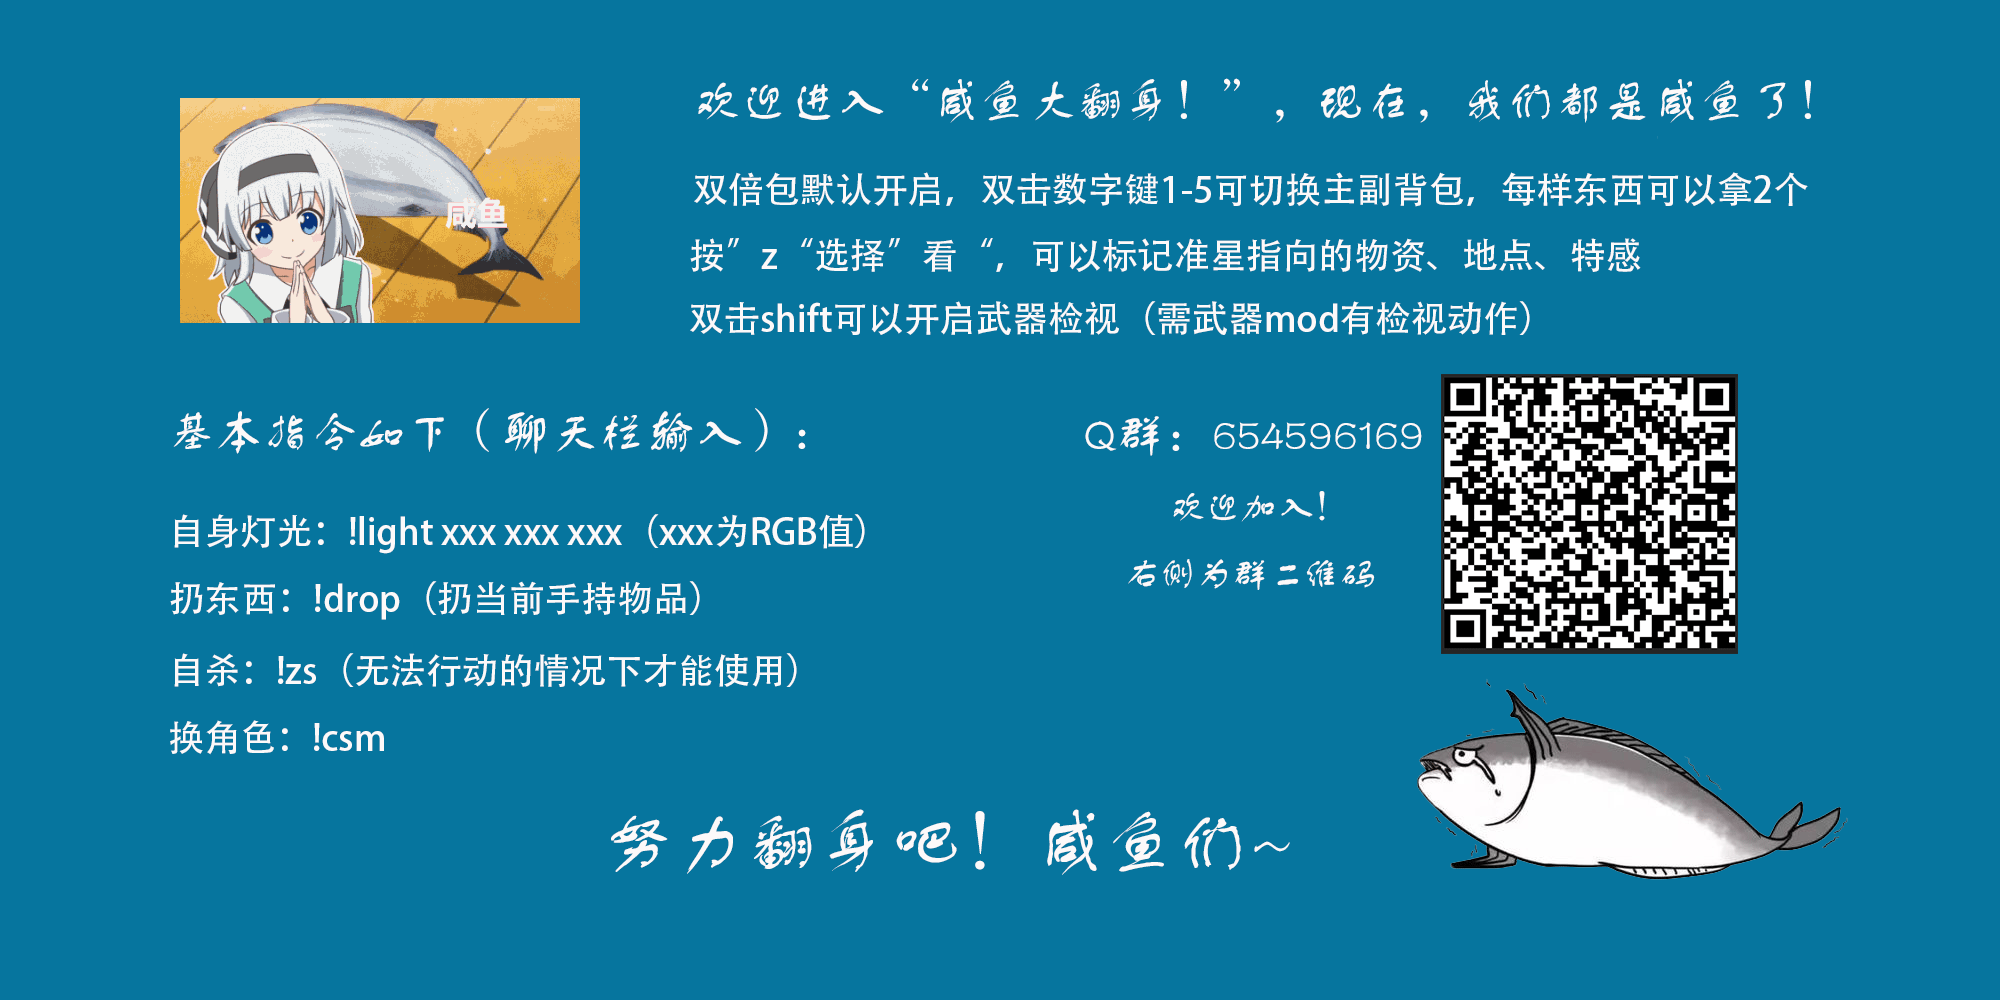 欢迎进入“咸鱼大翻身！”，现在，我们都是咸鱼了！
咸鱼
双倍包默认开启，双击数字键1-5可切换主副背包，每样东西可以拿2个
按”z“选择”看“，可以标记准星指向的物资、地点、特感
双击shift可以开启武器检视（需武器mod有检视动作）
基本指令如下（聊天栏输入）：
自身灯光：!light xxx xxx xxx（xxx为RGB值）
扔东西：!drop（扔当前手持物品）
自杀：!zs（无法行动的情况下才能使用）
换角色：!csm
Q群：654596169
欢迎加入！
右侧为群二维码
努力翻身吧！咸鱼们~